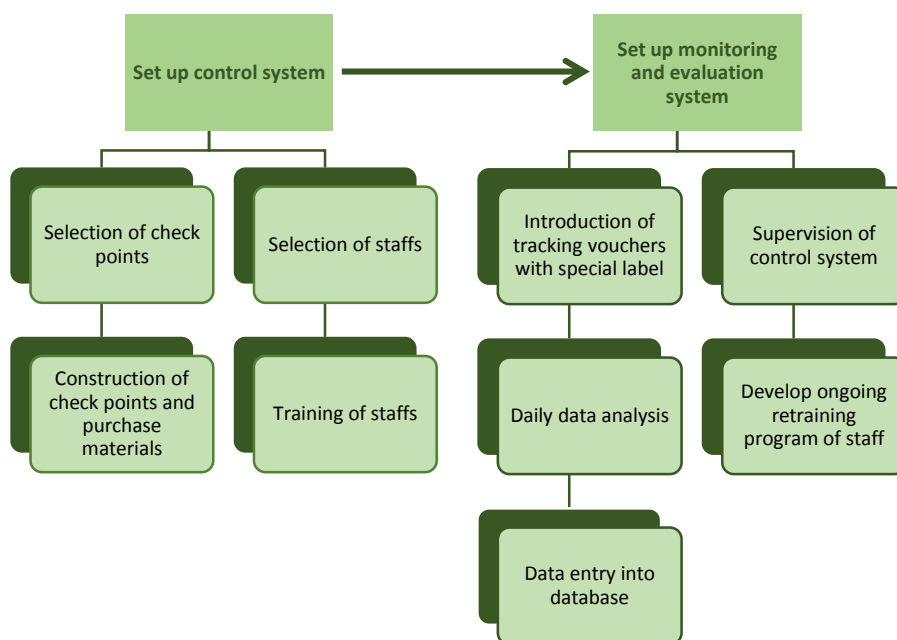 Set up control system
Set up monitoring
and evaluation
system
Selection of check
points
Selection of staffs
Introduction of
tracking vouchers
with special label
Supervision of
control system
Construction of
check points and
purchase
materials
Training of staffs
Daily data analysis
Develop ongoing
retraining
program of staff
Data entry into
database